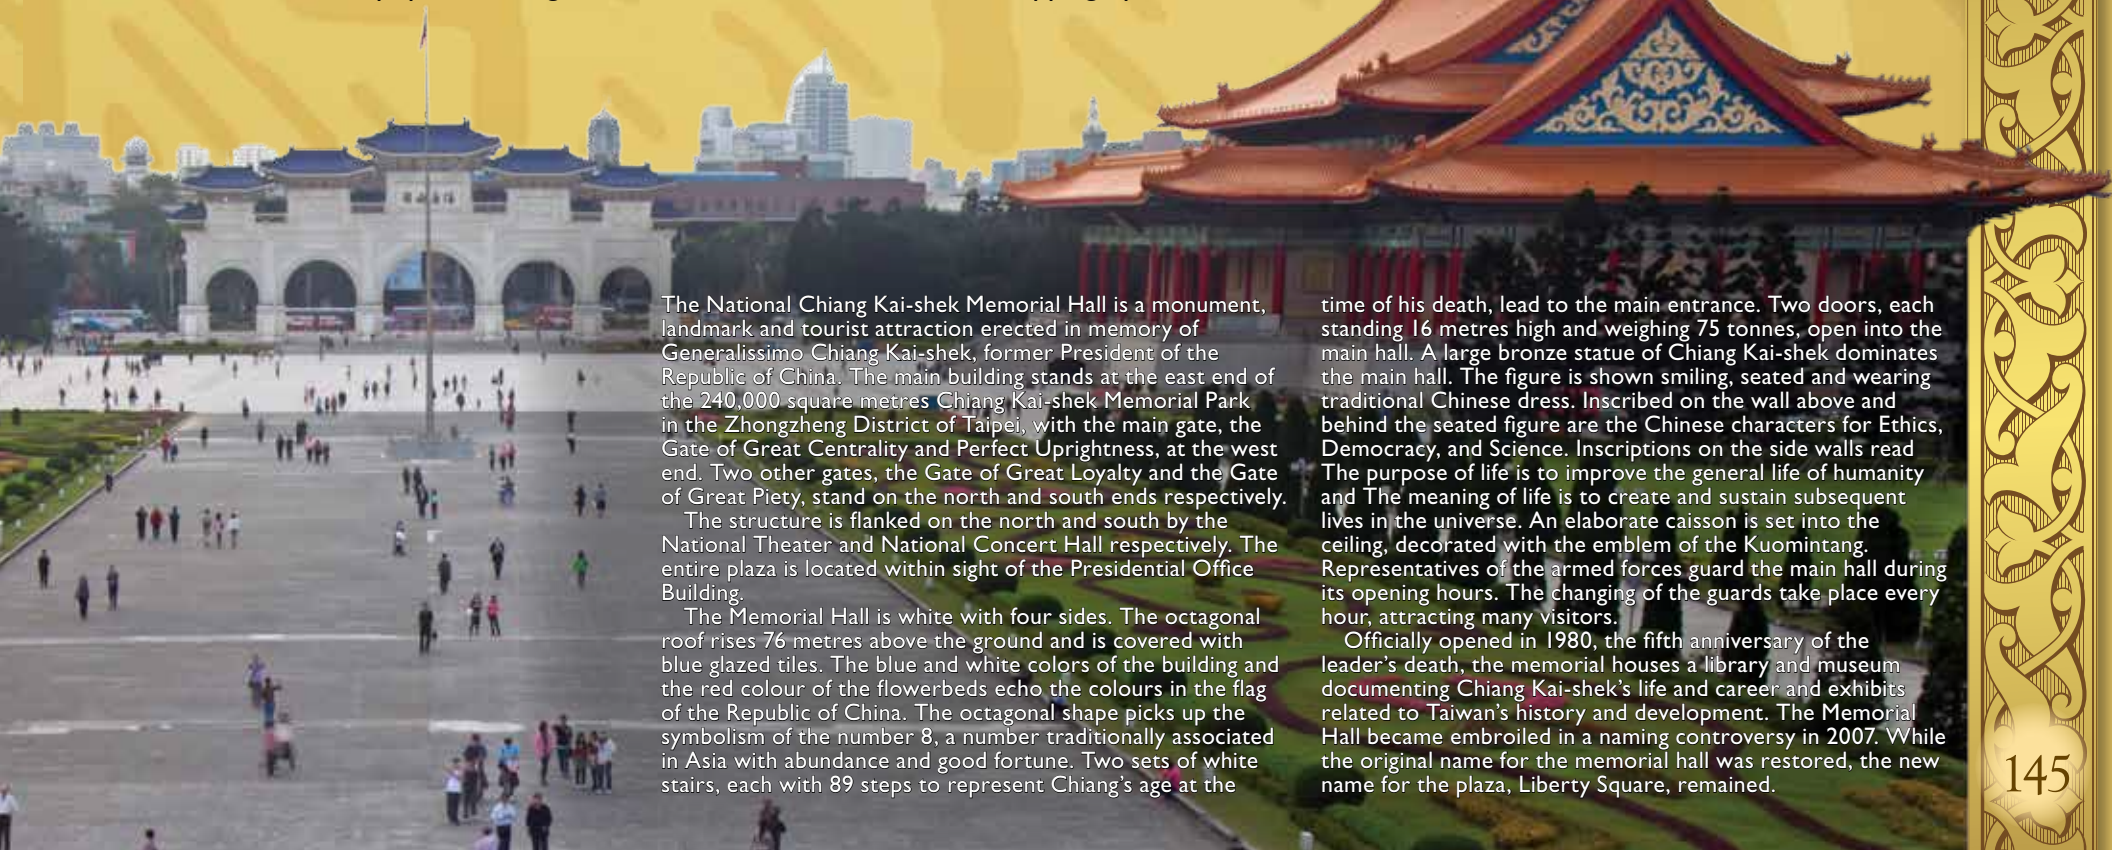 The National Chiang Kai-shek Memorial Hall is a monument,
landmark and tourist attraction erected in memory of
Generalissimo Chiang Kai-shek, former President of the
Republic of China. The main building stands at the east end of
the 240,000 square metres Chiang Kai-shek Memorial Park
in the Zhongzheng District of Taipei, with the main gate, the
Gate of Great Centrality and Perfect Uprightness, at the west
end. Two other gates, the Gate of Great Loyalty and the Gate
of Great Piety, stand on the north and south ends respectively.
The structure is flanked on the north and south by the
National Theater and National Concert Hall respectively. The
entire plaza is located within sight of the Presidential Office
Building.
The Memorial Hall is white with four sides. The octagonal
roof rises 76 metres above the ground and is covered with
blue glazed tiles. The blue and white colors of the building and
the red colour of the flowerbeds echo the colours in the flag
of the Republic of China. The octagonal shape picks up the
symbolism of the number 8, a number traditionally associated
in Asia with abundance and good fortune. Two sets of white
stairs, each with 89 steps to represent Chiang's age at the
time of his death, lead to the main entrance. Two doors, each
standing 16 metres high and weighing 75 tonnes, open into the
main hall. A large bronze statue of Chiang Kai-shek dominates
the main hall. The figure is shown smiling, seated and wearing
traditional Chinese dress. Inscribed on the wall above and
behind the seated figure are the Chinese characters for Ethics,
Democracy, and Science. Inscriptions on the side walls read
The purpose of life is to improve the general life of humanity
and The meaning of life is to create and sustain subsequent
lives in the universe. An elaborate caisson is set into the
ceiling, decorated with the emblem of the Kuomintang.
Representatives of the armed forces guard the main hall during
its opening hours. The changing of the guards take place every
hour, attracting many visitors.
Officially opened in 1980, the fifth anniversary of the
leader's death, the memorial houses a library and museum
documenting Chiang Kai-shek's life and career and exhibits
related to Taiwan's history and development. The Memorial
Hall became embroiled in a naming controversy in 2007. While
the original name for the memorial hall was restored, the new
name for the plaza, Liberty Square, remained.
145